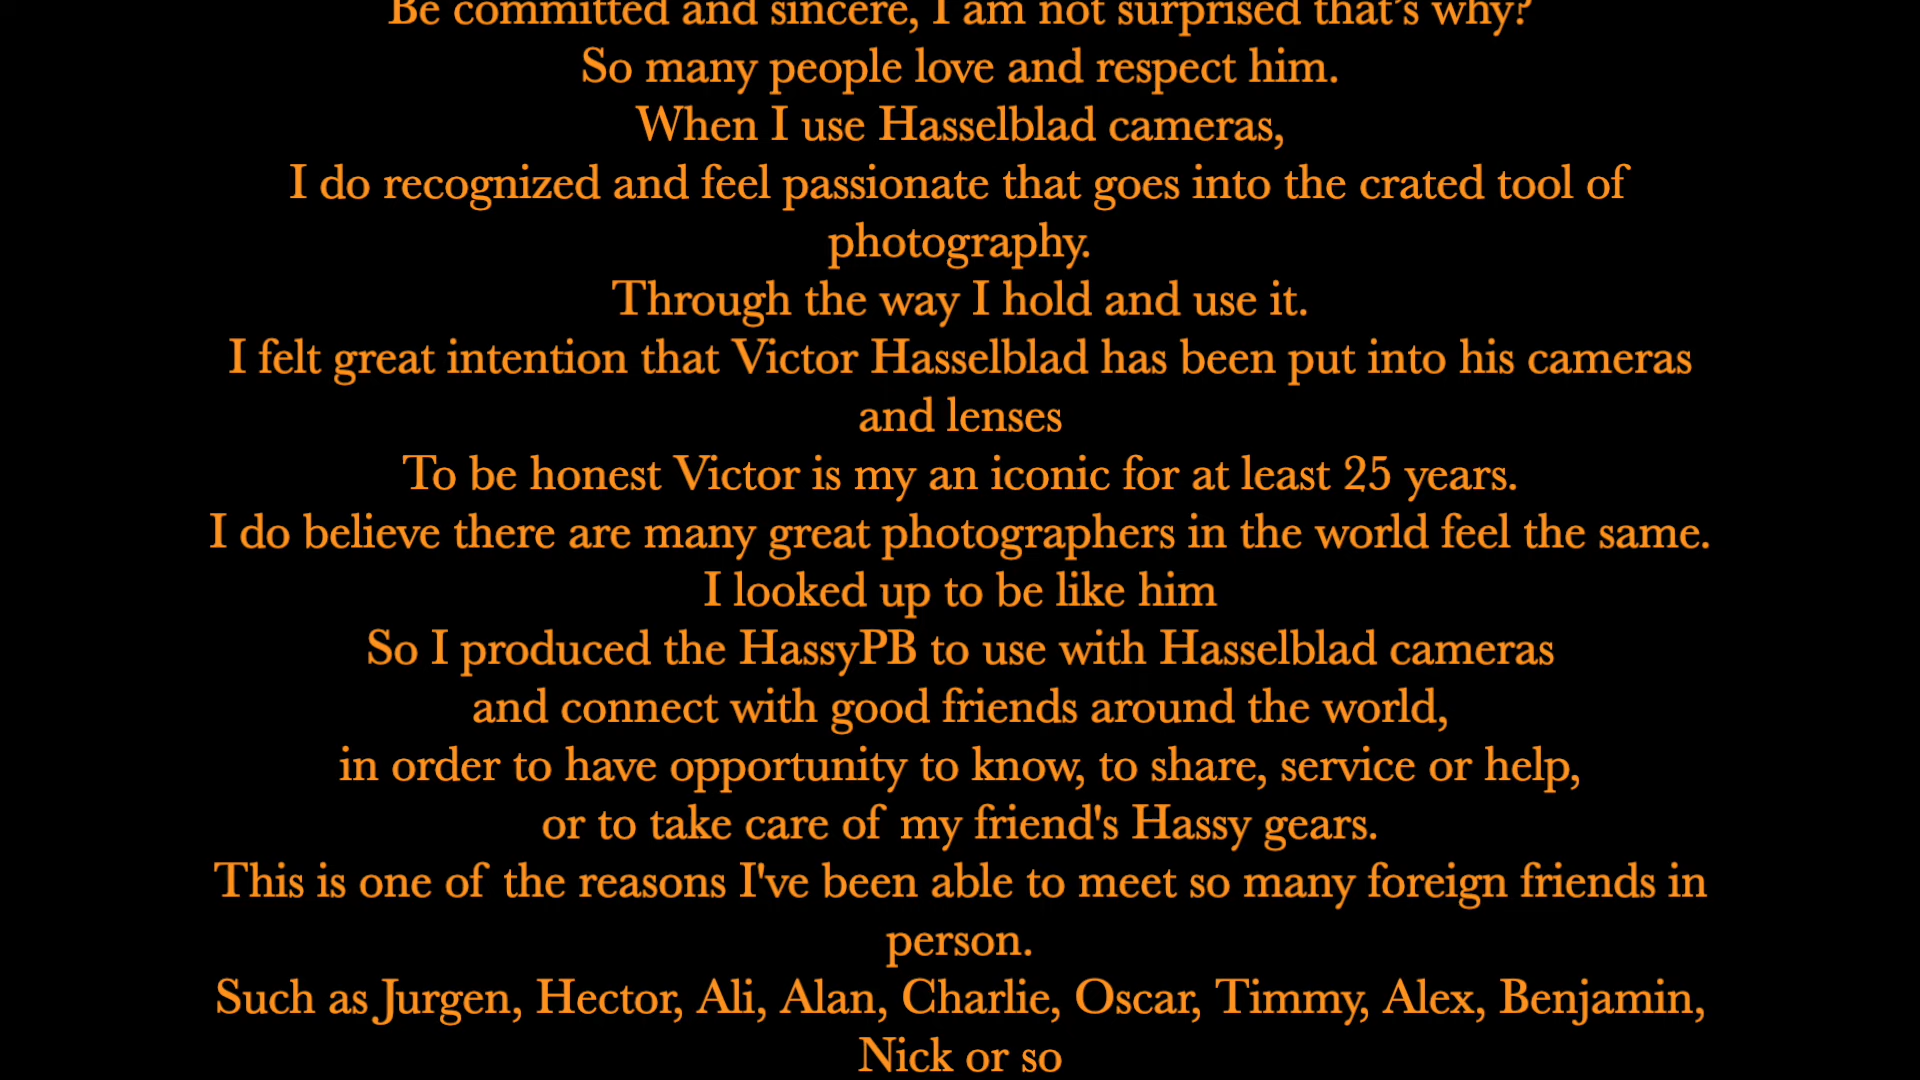 Be committed and sincere, I am not surprised that's why?
So many people love and respect him.
When I use Hasselblad cameras,
I do recognized and feel passionate that goes into the crated tool of
photography.
Through the way I hold and use it.
I felt great intention that Victor Hasselblad has been put into his cameras
and lenses
To be honest Victor is my an iconic for at least 25 years.
I do believe there are many great photographers in the world feel the same.
I looked up to be like him
So I produced the HassyPB to use with Hasselblad cameras
and connect with good friends around the world,
in order to have opportunity to know, to share, service or help,
or to take care of my friend's Hassy gears.
This is one of the reasons I've been able to meet so many foreign friends in
person.
Such as Jurgen, Hector, Ali, Alan, Charlie, Oscar, Timmy, Alex, Benjamin,
Nick or so